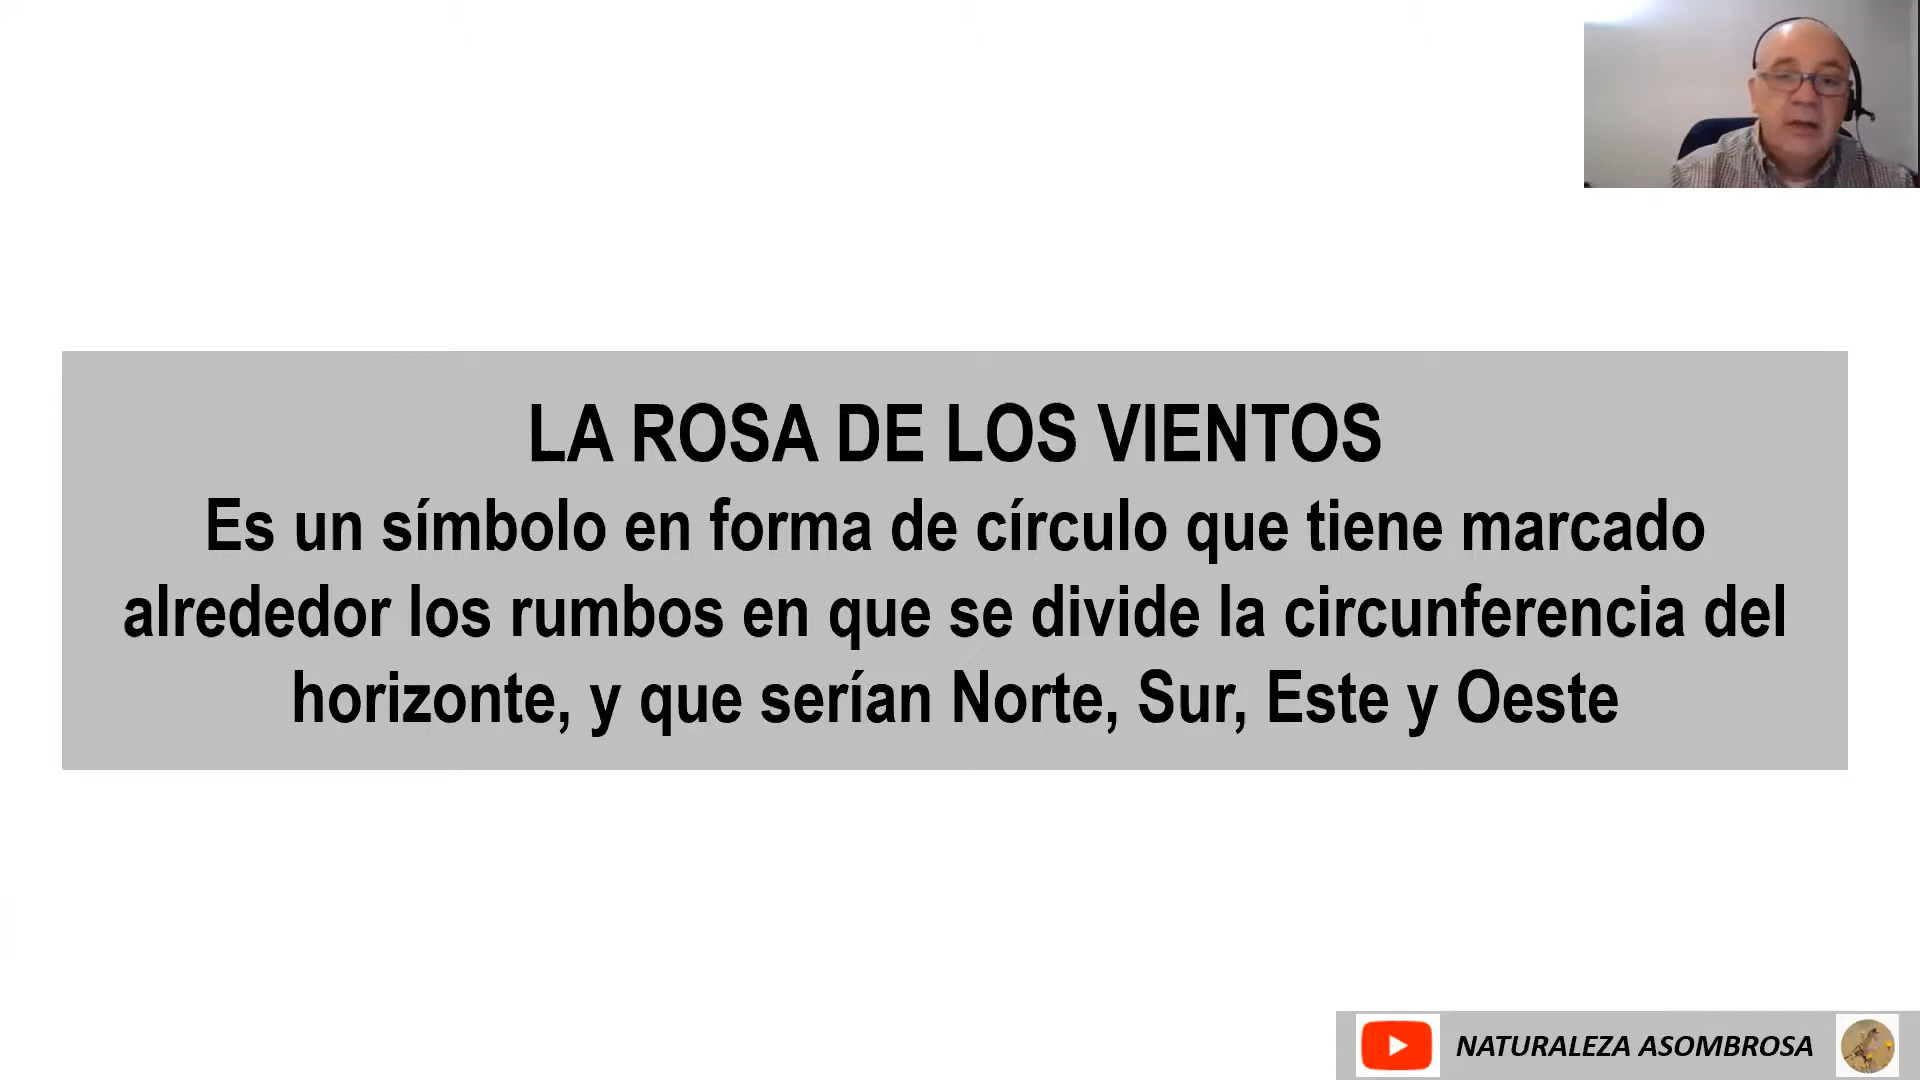 LA ROSA DE LOS VIENTOS
Es un símbolo en forma de círculo que tiene marcado
alrededor los rumbos en que se divide la circunferencia del
horizonte, y que serían Norte, Sur, Este y Oeste
NATURALEZA ASOMBROSA